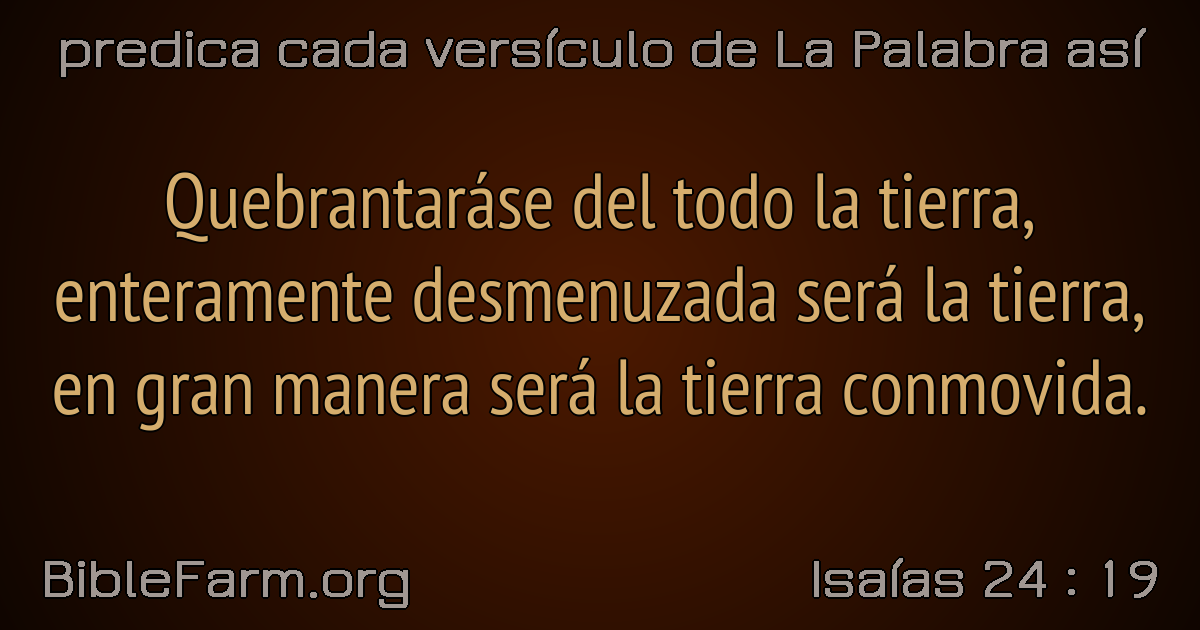 predica cada versículo de La Palabra así
Quebrantaráse del todo la tierra,
enteramente desmenuzada será la tierra,
en gran manera será la tierra conmovida.
BibleFarm.org
Isaías 24 : 19